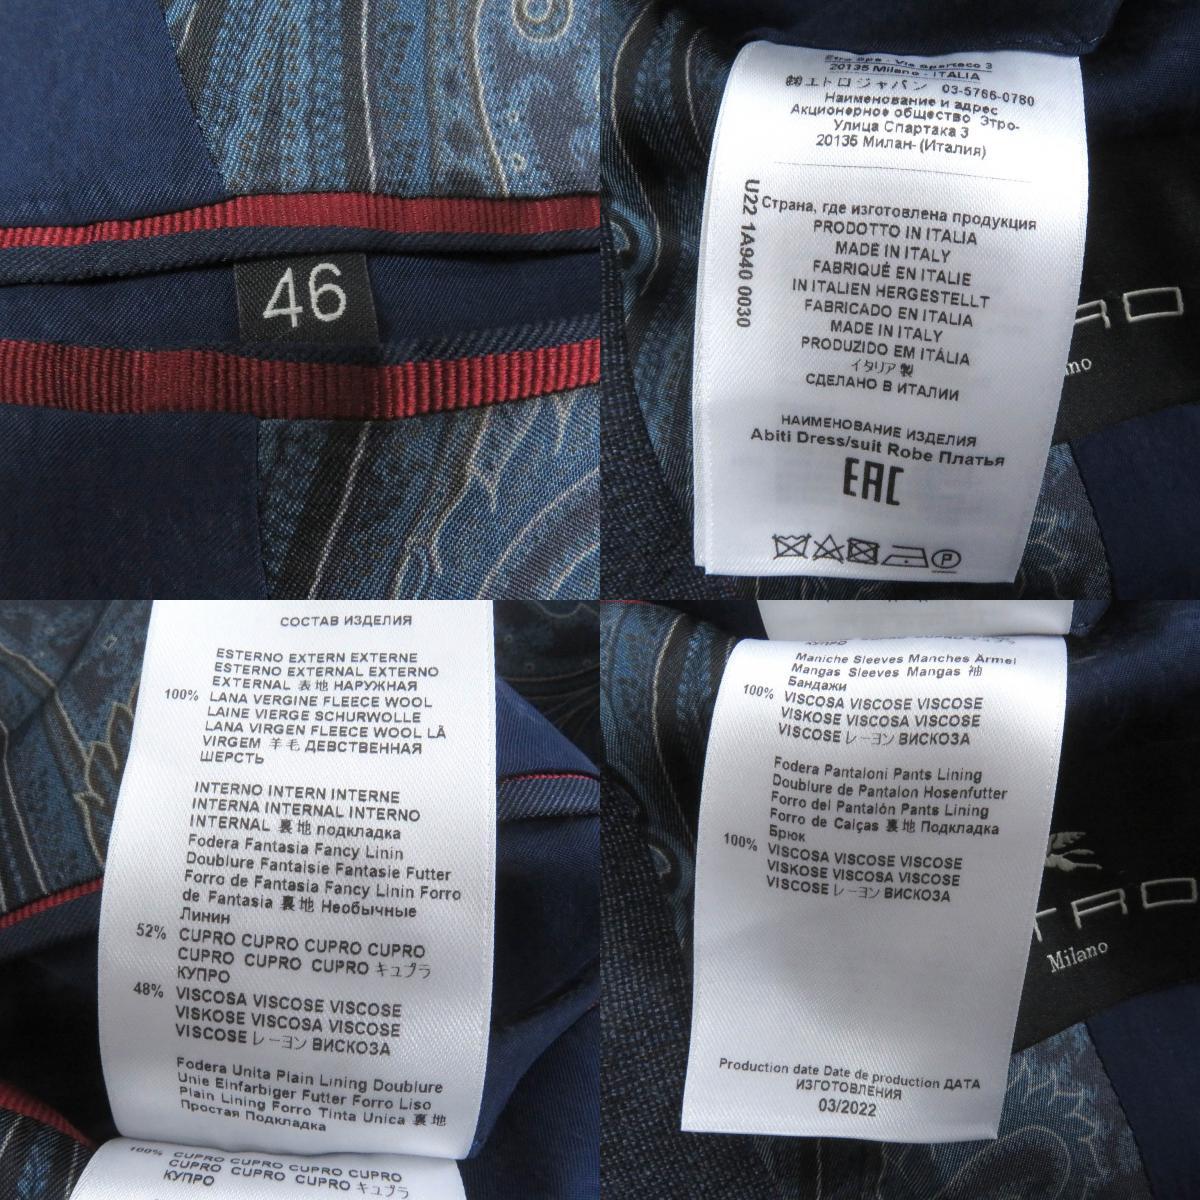 46
Etro spa - Via Spartaco 3
20135 Milano - ITALIA
㈱エトロジャパン 03-5766-0780
Наименование и адрес
Акционерное общество Этро-
Улица Спартака 3
20135 Милан- (Италия)
U22 1A940 0030
Страна, где изготовлена продукция
PRODOTTO IN ITALIA
MADE IN ITALY
FABRIQUÉ EN ITALIE
IN ITALIEN HERGESTELLT
FABRICADO EN ITALIA
MADE IN ITALY
PRODUZIDO EM ITÁLIA
イタリア製
СДЕЛАНО В ИТАЛИИ
НАИМЕНОВАНИЕ ИЗДЕЛИЯ
Abiti Dress/suit Robe Платья
EAC
P
RO
no
СОСТАВ ИЗДЕЛИЯ
ESTERNO EXTERN EXTERNE
ESTERNO EXTERNAL EXTERNO
EXTERNAL 表地 НАРУЖНАЯ
100% LANA VERGINE FLEECE WOOL
LAINE VIERGE SCHURWOLLE
LANA VIRGEN FLEECE WOOL LÃ
VIRGEM 羊毛 ДЕВСТВЕННАЯ
ШЕРСТЬ
INTERNO INTERN INTERNE
INTERNA INTERNAL INTERNO
INTERNAL 裏地 подкладка
Fodera Fantasia Fancy Linin
Doublure Fantaisie Fantasie Futter
Forro de Fantasia Fancy Linin Forro
de Fantasia 裏地 Необычные
Линин
52% CUPRO CUPRO CUPRO CUPRO
CUPRO CUPRO CUPRO キュプラ
КУПРО
48% VISCOSA VISCOSE VISCOSE
VISKOSE VISCOSA VISCOSE
VISCOSE レーヨン ВИСКОЗА
Fodera Unita Plain Lining Doublure
Unie Einfarbiger Futter Forro Liso
Plain Lining Forro Tinta Unica 裏地
Простая Подкладка
100% CUPRO CUPRO CUPRO CUPRO
CUPRO CUPRO CUPRO キュプラ
КУПРО
КУПРО
Maniche Sleeves Manches Ärmel
Mangas Sleeves Mangas 袖
Бандажи
100% VISCOSA VISCOSE VISCOSE
VISKOSE VISCOSA VISCOSE
VISCOSE レーヨン ВИСКОЗА
Fodera Pantaloni Pants Lining
Doublure de Pantalon Hosenfutter
Forro del Pantalón Pants Lining
Forro de Calças 裏地 Подкладка
Брюк
100% VISCOSA VISCOSE VISCOSE
VISKOSE VISCOSA VISCOSE
VISCOSE レーヨン ВИСКОЗА
Production date Date de production ДАТА
ИЗГОТОВЛЕНИЯ
03/2022
TRO
Milano